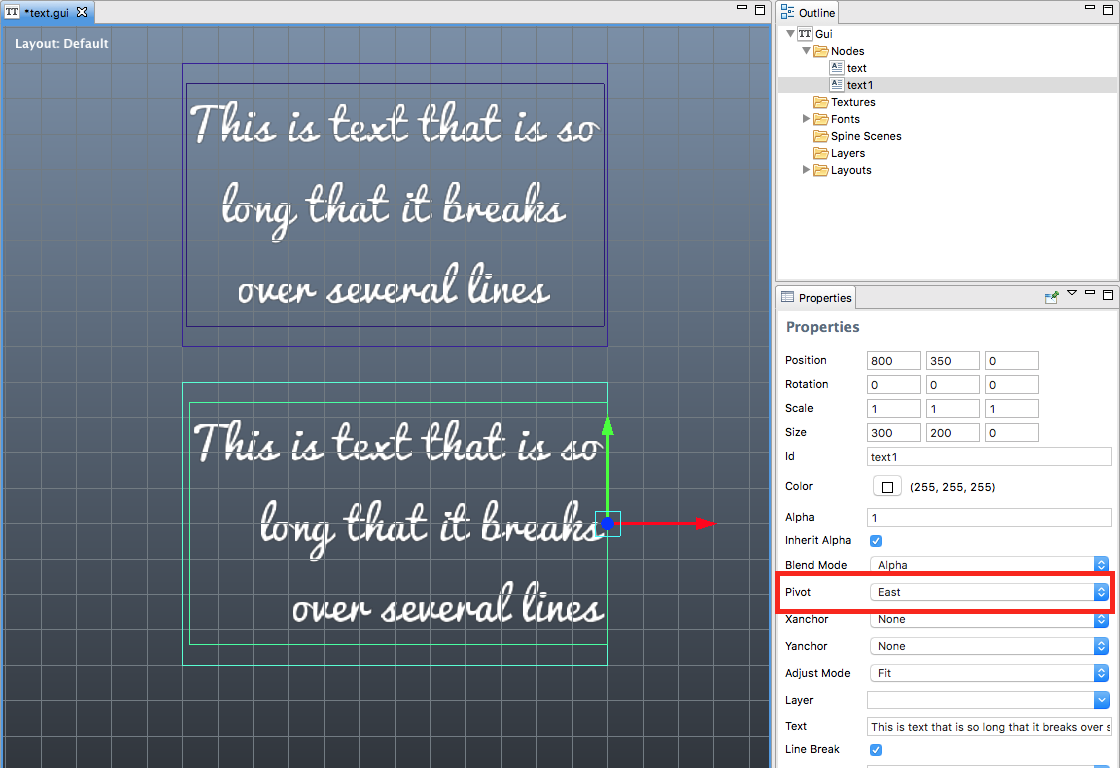 *text.gui
Layout: Default
This is text that is so
long that it breaks
over several lines
This is text that is so
long that it breaks
over several lines
Outline
Gui
Nodes
text
text1
Textures
Fonts
Spine Scenes
Layers
Layouts
Properties
Properties
Position 800 350 0
Rotation 0 0 0
Scale 1 1 1
Size 300 200 0
Id text1
Color (255, 255, 255)
Alpha 1
Inherit Alpha
Blend Mode Alpha
Pivot East
Xanchor None
Yanchor None
Adjust Mode Fit
Layer
Text This is text that is so long that it breaks over s
Line Break